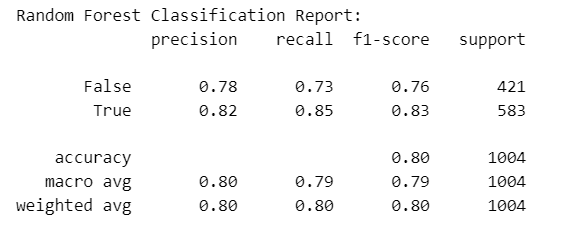 Random Forest Classification Report:
precision recall f1-score support
False 0.78 0.73 0.76 421
True 0.82 0.85 0.83 583
accuracy 0.80 1004
macro avg 0.80 0.79 0.79 1004
weighted avg 0.80 0.80 0.80 1004